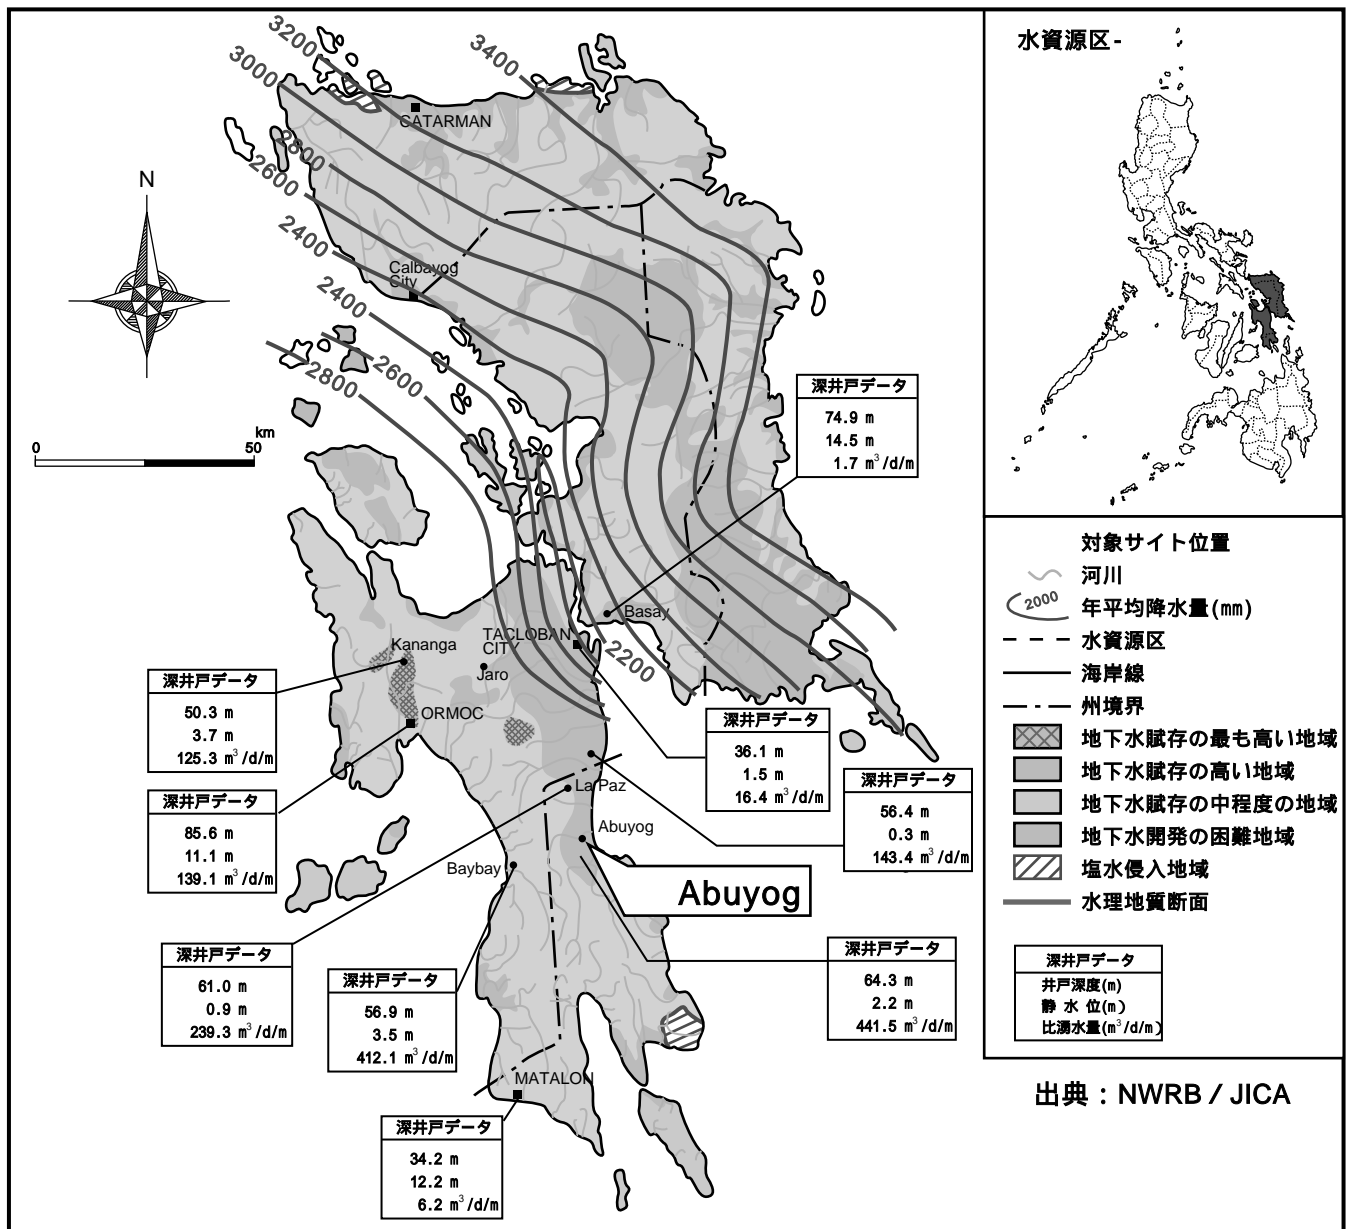 3200
3000
3400
2800
2600
2400
2400
2600
2800
2200
CATARMAN
Calbayog
City
N
km
0
50
Basay
TACLOBAN
CITY
Kananga
Jaro
ORMOC
La Paz
Abuyog
Baybay
Abuyog
MATALON
深井戸データ
74.9 m
14.5 m
1.7 m³/d/m
深井戸データ
50.3 m
3.7 m
125.3 m³/d/m
深井戸データ
36.1 m
1.5 m
16.4 m³/d/m
深井戸データ
56.4 m
0.3 m
143.4 m³/d/m
深井戸データ
85.6 m
11.1 m
139.1 m³/d/m
深井戸データ
61.0 m
0.9 m
239.3 m³/d/m
深井戸データ
56.9 m
3.5 m
412.1 m³/d/m
深井戸データ
64.3 m
2.2 m
441.5 m³/d/m
深井戸データ
34.2 m
12.2 m
6.2 m³/d/m
水資源区-
対象サイト位置
河川
2000
年平均降水量(mm)
水資源区
海岸線
州境界
地下水賦存の最も高い地域
地下水賦存の高い地域
地下水賦存の中程度の地域
地下水開発の困難地域
塩水侵入地域
水理地質断面
深井戸データ
井戸深度(m)
静 水 位(m)
比湧水量(m³/d/m)
出典：NWRB / JICA